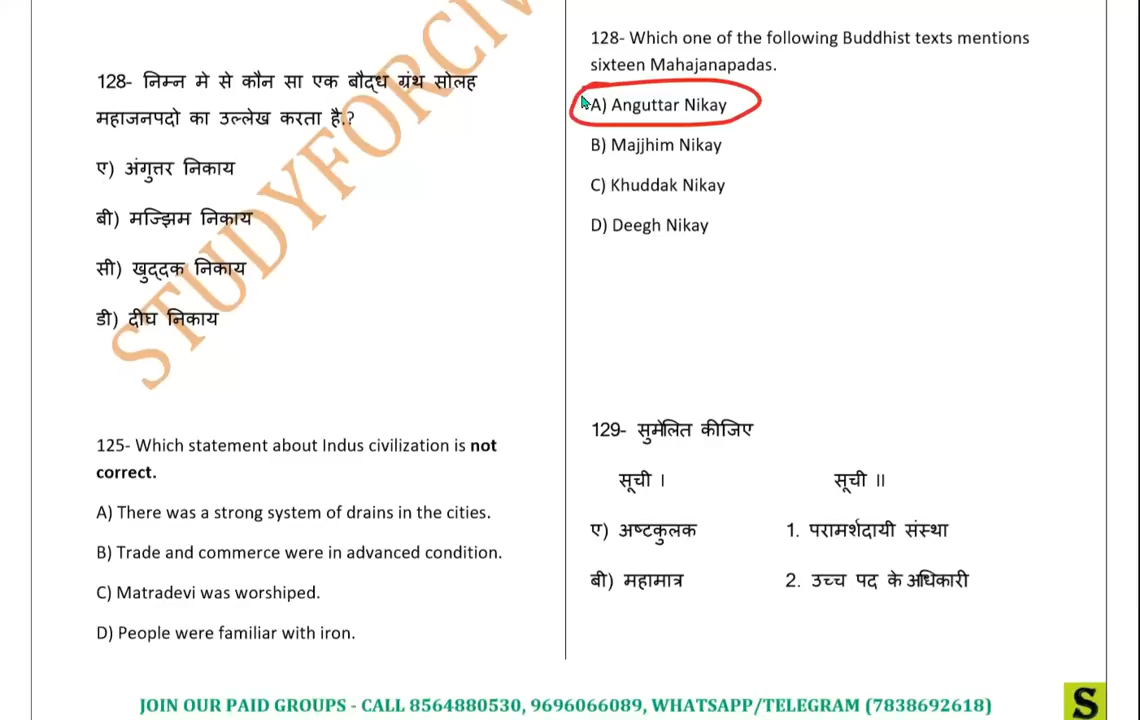 128- निम्न मे से कौन सा एक बौद्ध ग्रंथ सोलह
महाजनपदो का उल्लेख करता है.?
ए) अंगुत्तर निकाय
बी) मज्झिम निकाय
सी) खुद्दक निकाय
डी) दीघ निकाय
125- Which statement about Indus civilization is not
correct.
A) There was a strong system of drains in the cities.
B) Trade and commerce were in advanced condition.
C) Matradevi was worshiped.
D) People were familiar with iron.
128- Which one of the following Buddhist texts mentions
sixteen Mahajanapadas.
A) Anguttar Nikay
B) Majjhim Nikay
C) Khuddak Nikay
D) Deegh Nikay
129- सुमेलित कीजिए
सूची I सूची II
ए) अष्टकुलक 1. परामर्शदायी संस्था
बी) महामात्र 2. उच्च पद के अधिकारी
STUDYFORCIV
JOIN OUR PAID GROUPS - CALL 8564880530, 9696066089, WHATSAPP/TELEGRAM (7838692618)
S